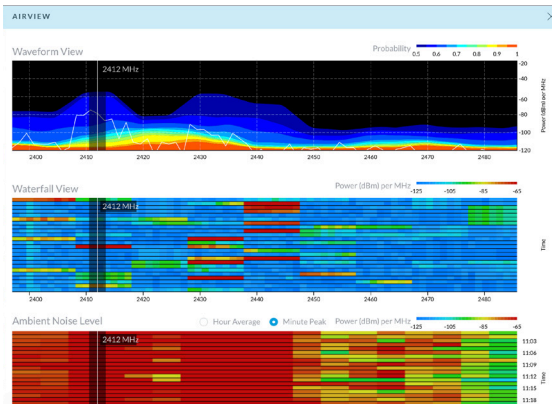 AIRVIEW
Waveform View
Probability 0.5 0.6 0.7 0.8 0.9 1
2412 MHz
-20
-40
-60
-80
-100
-120
Power (dBm) per MHz
2400 2410 2420 2430 2440 2450 2460 2470 2480
Waterfall View
Power (dBm) per MHz -125 -105 -85 -65
2412 MHz
Time
2400 2410 2420 2430 2440 2450 2460 2470 2480
Ambient Noise Level
Hour Average Minute Peak Power (dBm) per MHz -125 -105 -85 -65
2412 MHz
11:03
11:06
11:09
11:12
11:15
11:18
Time